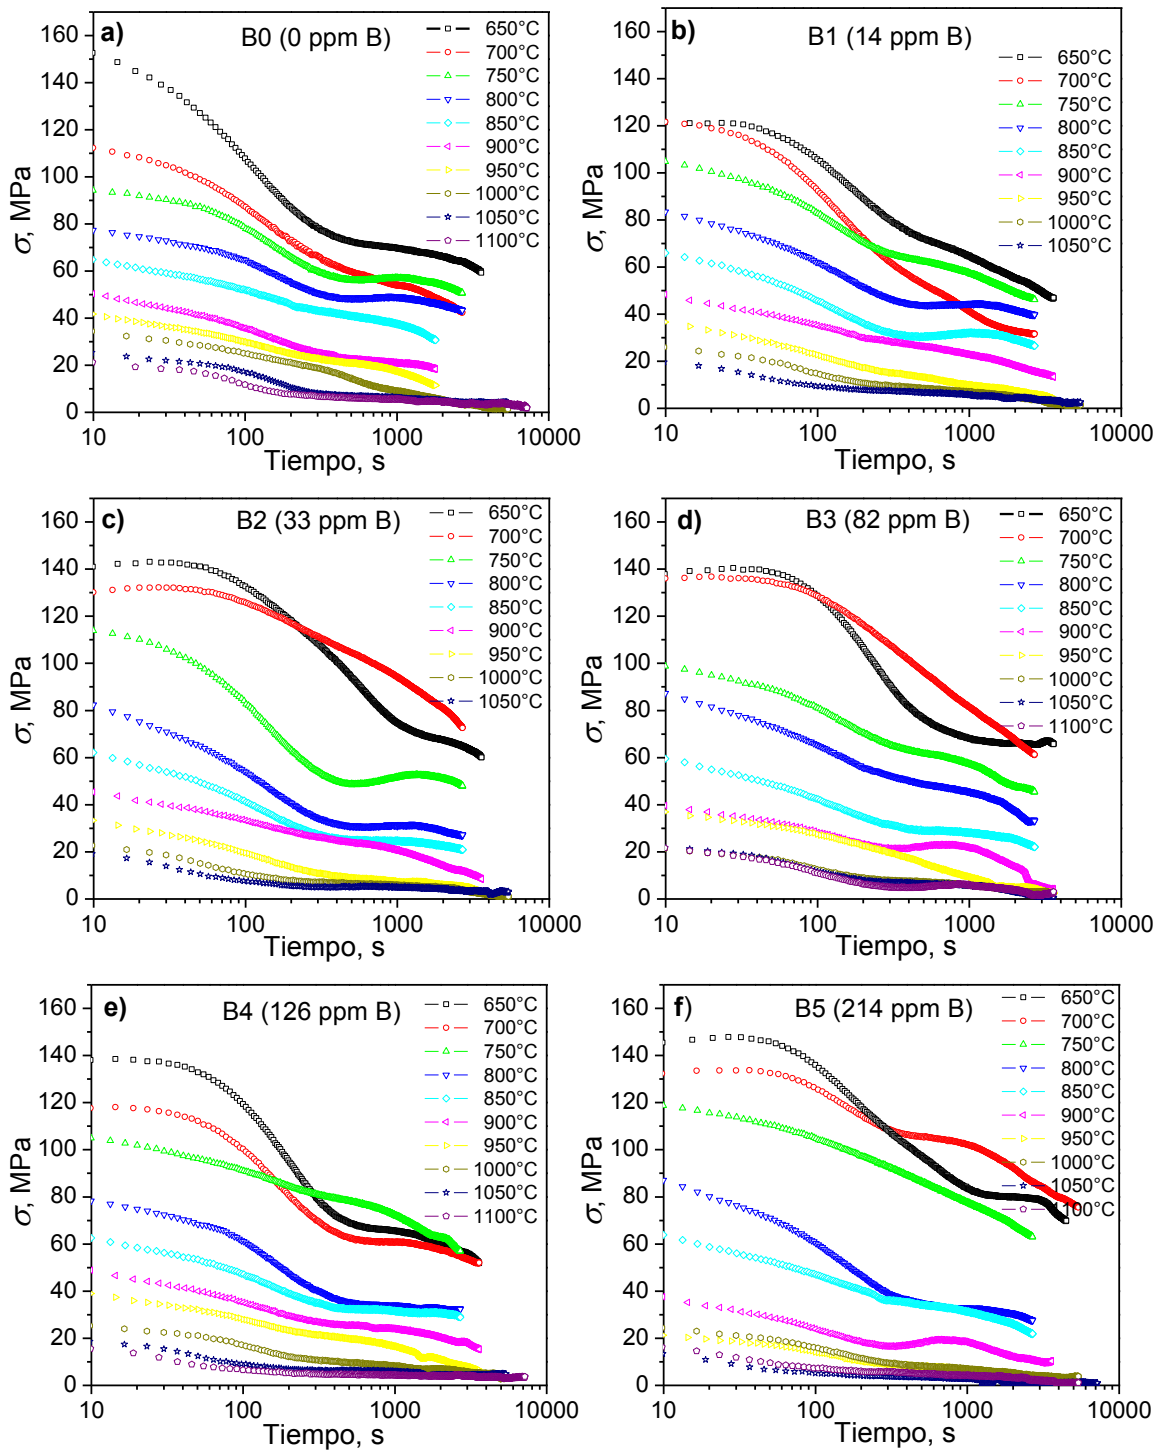 a) B0 (0 ppm B)
650°C
700°C
750°C
800°C
850°C
900°C
950°C
1000°C
1050°C
1100°C
160
140
120
100
80
60
40
20
0
σ, MPa
10 100 1000 10000
Tiempo, s
b) B1 (14 ppm B)
650°C
700°C
750°C
800°C
850°C
900°C
950°C
1000°C
1050°C
160
140
120
100
80
60
40
20
0
σ, MPa
10 100 1000 10000
Tiempo, s
c) B2 (33 ppm B)
650°C
700°C
750°C
800°C
850°C
900°C
950°C
1000°C
1050°C
160
140
120
100
80
60
40
20
0
σ, MPa
10 100 1000 10000
Tiempo, s
d) B3 (82 ppm B)
650°C
700°C
750°C
800°C
850°C
900°C
950°C
1000°C
1050°C
1100°C
160
140
120
100
80
60
40
20
0
σ, MPa
10 100 1000 10000
Tiempo, s
e) B4 (126 ppm B)
650°C
700°C
750°C
800°C
850°C
900°C
950°C
1000°C
1050°C
1100°C
160
140
120
100
80
60
40
20
0
σ, MPa
10 100 1000 10000
Tiempo, s
f) B5 (214 ppm B)
650°C
700°C
750°C
800°C
850°C
900°C
950°C
1000°C
1050°C
1100°C
160
140
120
100
80
60
40
20
0
σ, MPa
10 100 1000 10000
Tiempo, s